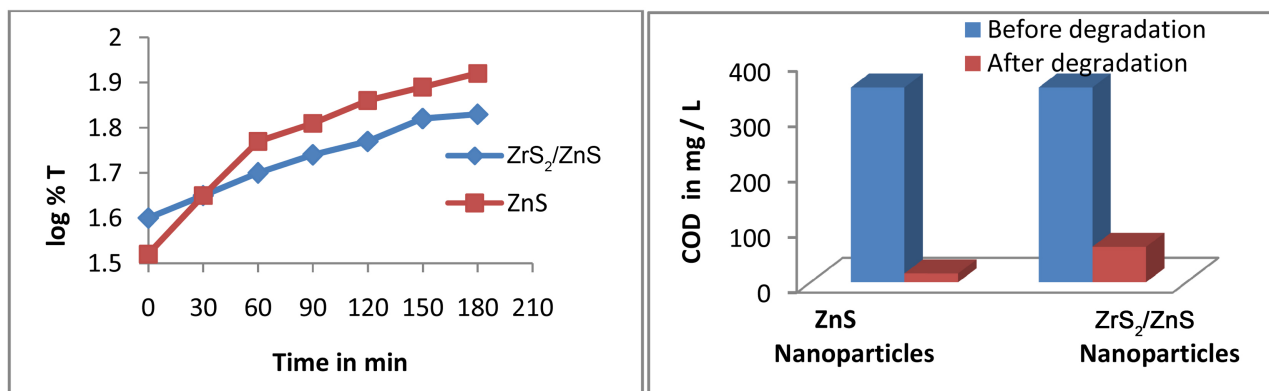 2
1.9
1.8
1.7
1.6
1.5
log % T
0 30 60 90 120 150 180 210
Time in min
ZrS₂/ZnS
ZnS
Before degradation
After degradation
400
300
200
100
0
COD in mg / L
ZnS
Nanoparticles
ZrS₂/ZnS
Nanoparticles